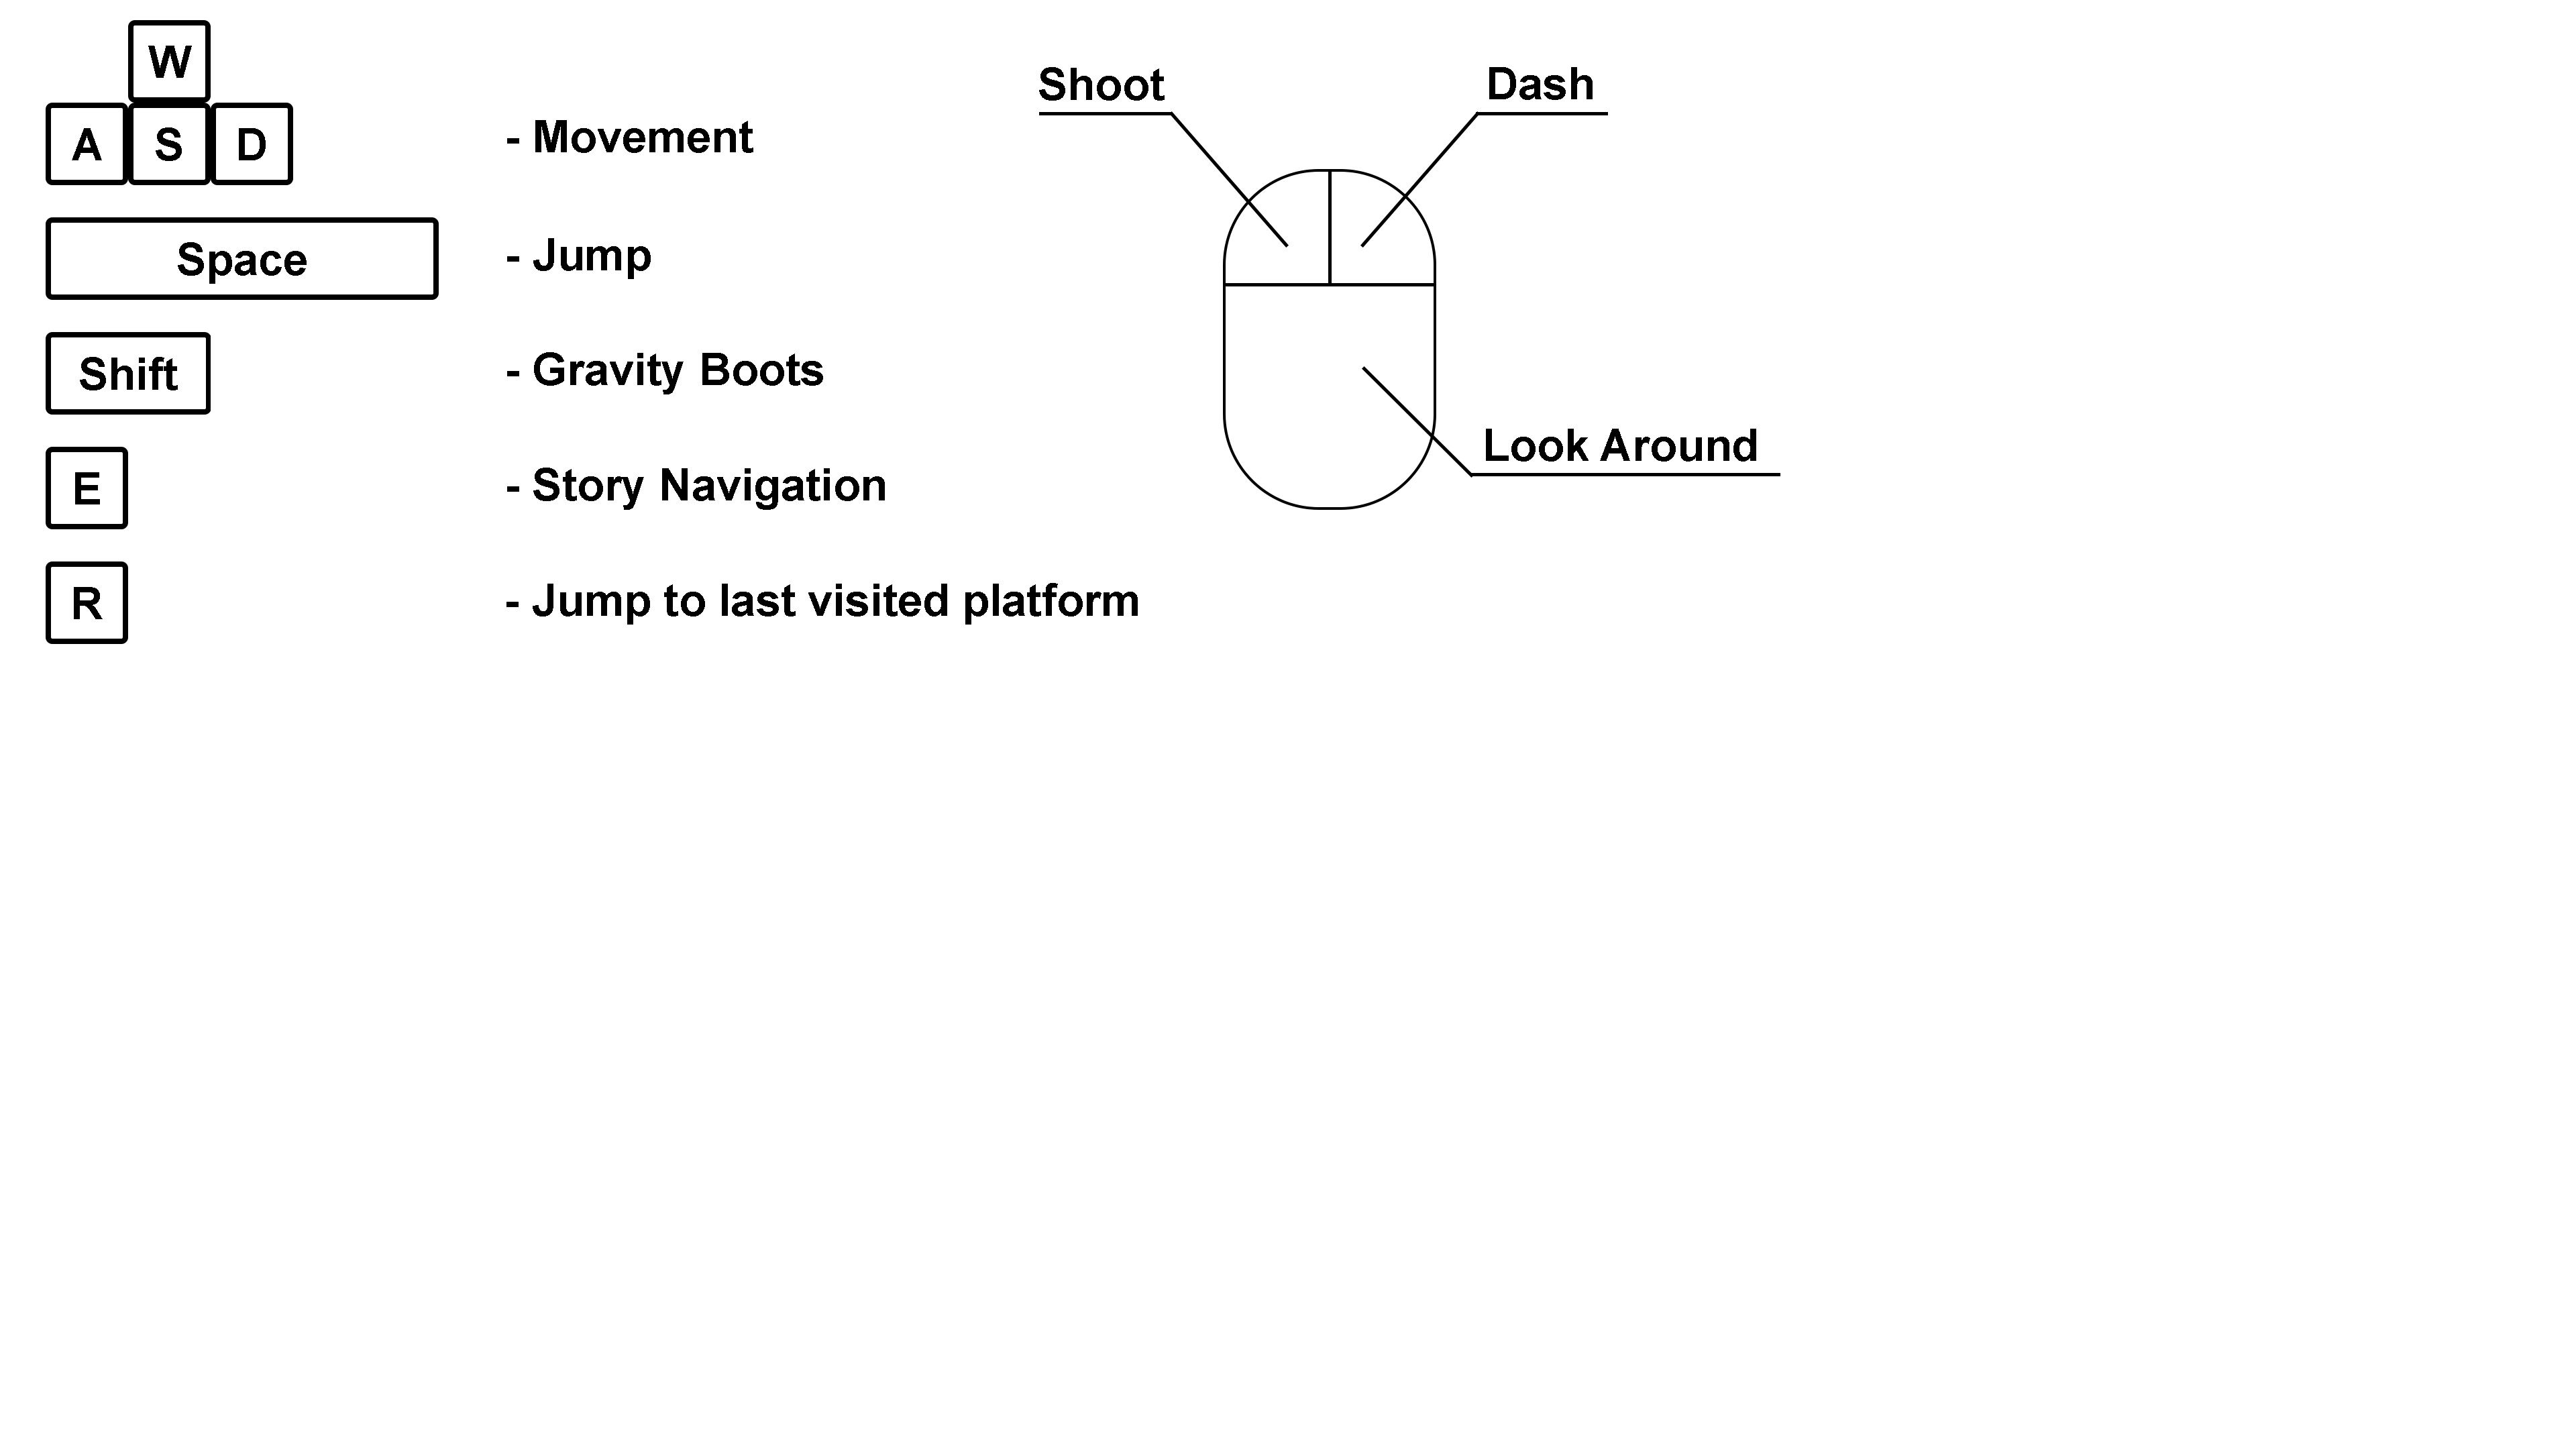 W
A S D - Movement
Space - Jump
Shift - Gravity Boots
E - Story Navigation
R - Jump to last visited platform
Shoot
Dash
Look Around